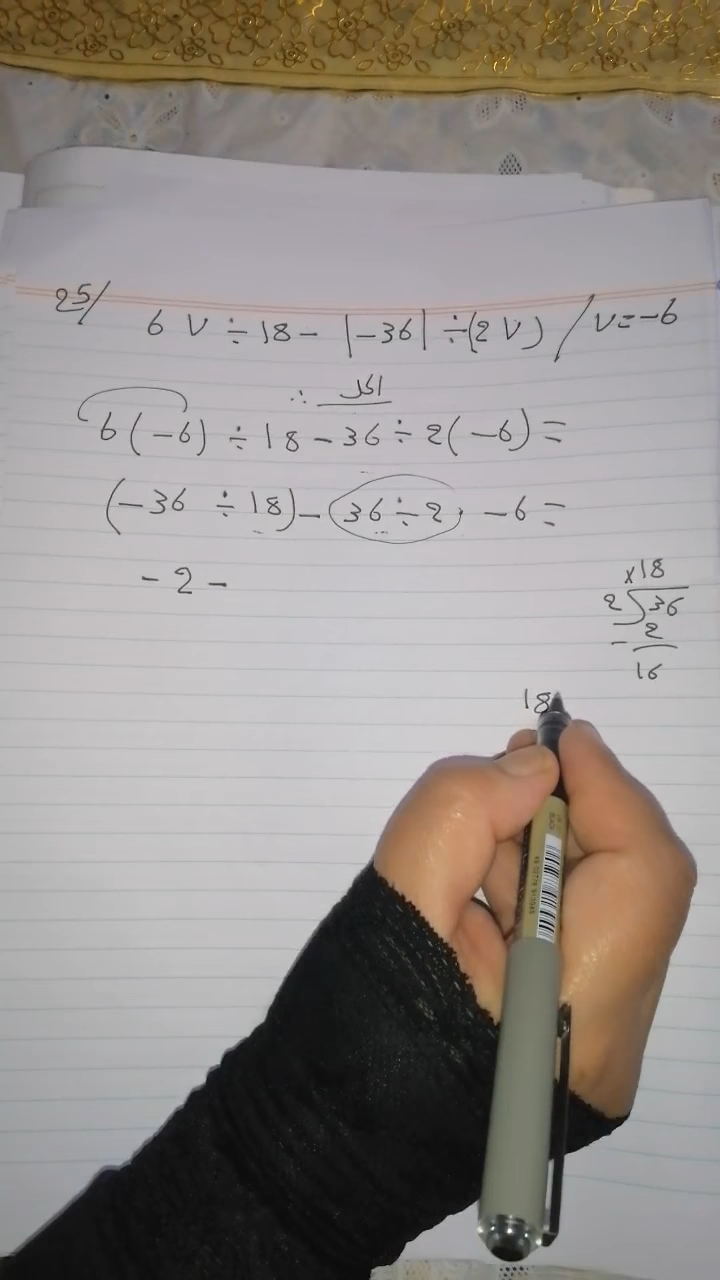 25/ 6 V ÷ 18 - |-36| ÷ (2 V) / V = -6
الحل :
6(-6) ÷ 18 - 36 ÷ 2(-6) =
(-36 ÷ 18) - 36 ÷ 2, -6 =
- 2 -
×18
2 36
- 2
16
18